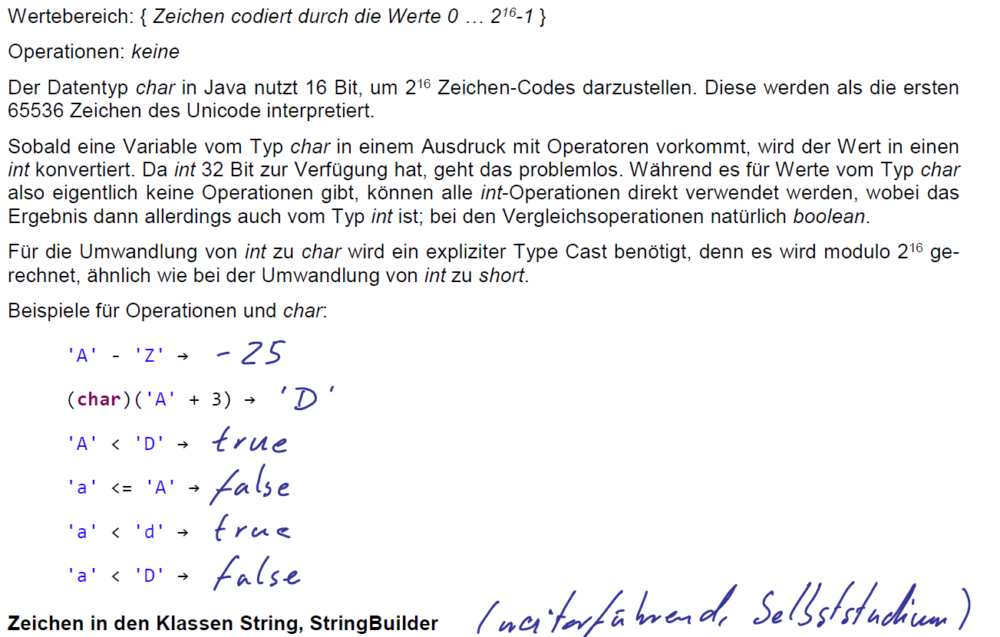 Wertebereich: { Zeichen codiert durch die Werte 0 … 2¹⁶-1 }
Operationen: keine
Der Datentyp char in Java nutzt 16 Bit, um 2¹⁶ Zeichen-Codes darzustellen. Diese werden als die ersten
65536 Zeichen des Unicode interpretiert.
Sobald eine Variable vom Typ char in einem Ausdruck mit Operatoren vorkommt, wird der Wert in einen
int konvertiert. Da int 32 Bit zur Verfügung hat, geht das problemlos. Während es für Werte vom Typ char
also eigentlich keine Operationen gibt, können alle int-Operationen direkt verwendet werden, wobei das
Ergebnis dann allerdings auch vom Typ int ist; bei den Vergleichsoperationen natürlich boolean.
Für die Umwandlung von int zu char wird ein expliziter Type Cast benötigt, denn es wird modulo 2¹⁶ ge-
rechnet, ähnlich wie bei der Umwandlung von int zu short.
Beispiele für Operationen und char:
'A' - 'Z' → -25
(char)('A' + 3) → 'D'
'A' < 'D' → true
'a' <= 'A' → false
'a' < 'd' → true
'a' < 'D' → false
Zeichen in den Klassen String, StringBuilder (weiterführend, Selbststudium)